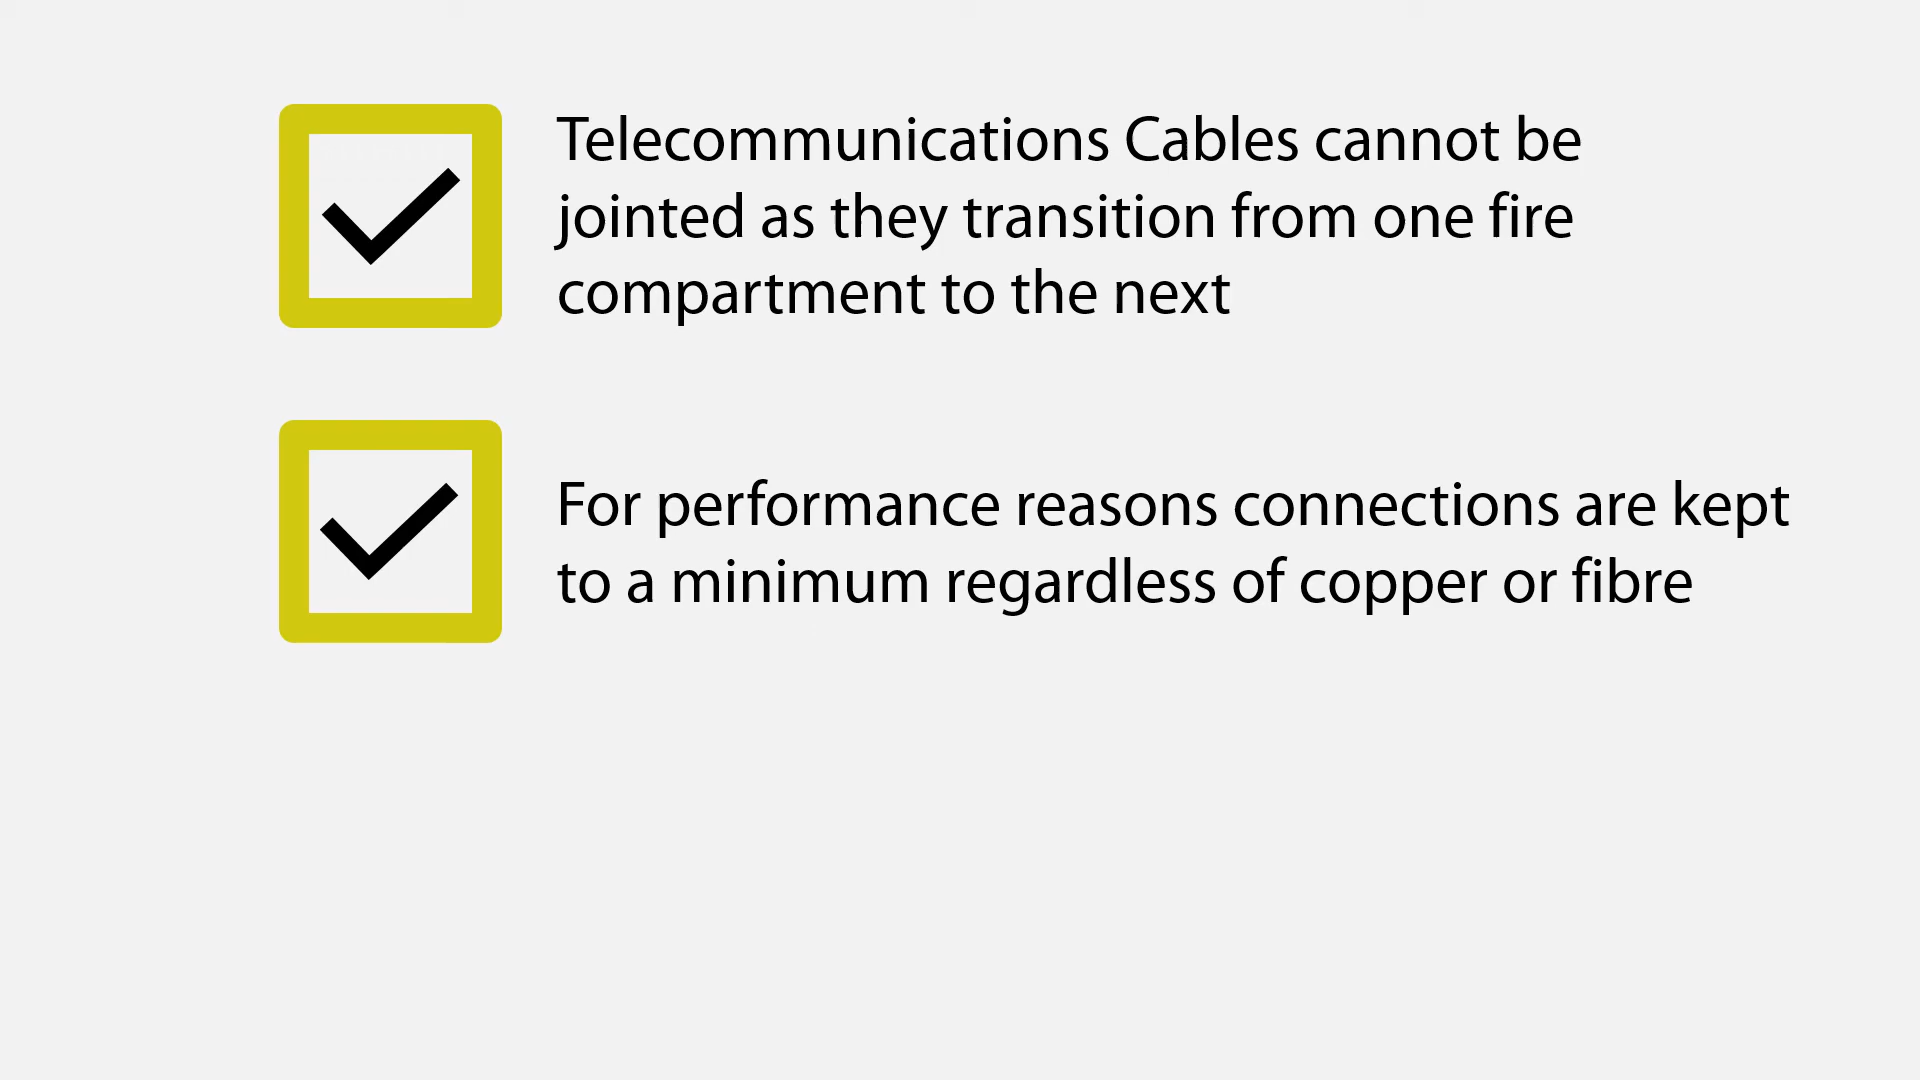 Telecommunications Cables cannot be
jointed as they transition from one fire
compartment to the next
For performance reasons connections are kept
to a minimum regardless of copper or fibre